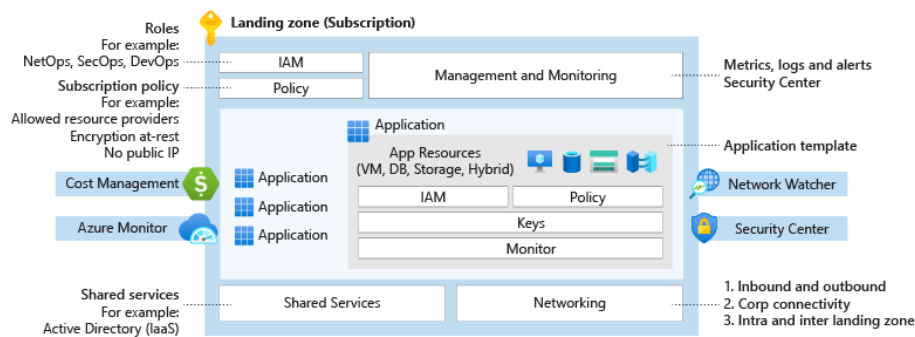 Landing zone (Subscription)
Roles
For example:
NetOps, SecOps, DevOps
Subscription policy
For example:
Allowed resource providers
Encryption at-rest
No public IP
Cost Management
Azure Monitor
Shared services
For example:
Active Directory (IaaS)
IAM
Policy
Management and Monitoring
Application
Application
Application
Application
App Resources
(VM, DB, Storage, Hybrid)
IAM
Policy
Keys
Monitor
Shared Services
Networking
Metrics, logs and alerts
Security Center
Application template
Network Watcher
Security Center
1. Inbound and outbound
2. Corp connectivity
3. Intra and inter landing zone